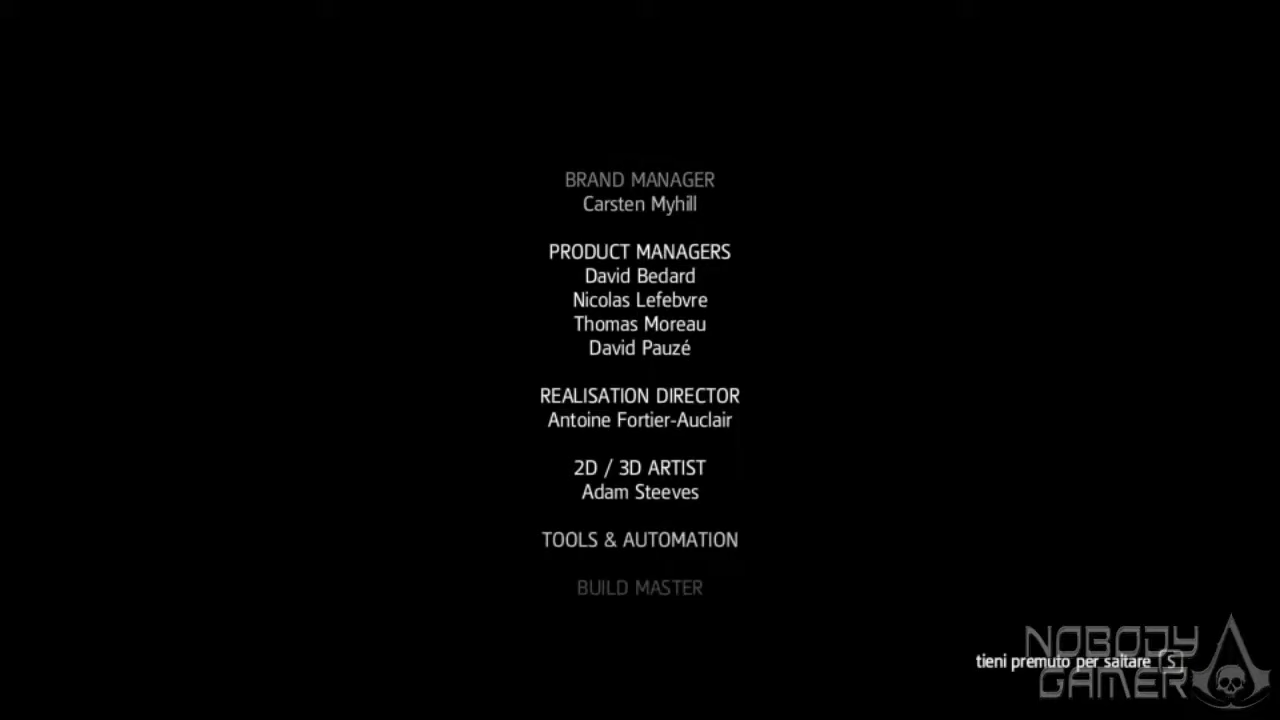 BRAND MANAGER
Carsten Myhill
PRODUCT MANAGERS
David Bedard
Nicolas Lefebvre
Thomas Moreau
David Pauzé
REALISATION DIRECTOR
Antoine Fortier-Auclair
2D / 3D ARTIST
Adam Steeves
TOOLS & AUTOMATION
BUILD MASTER
NOBODY
tieni premuto per saltare S
GAMER